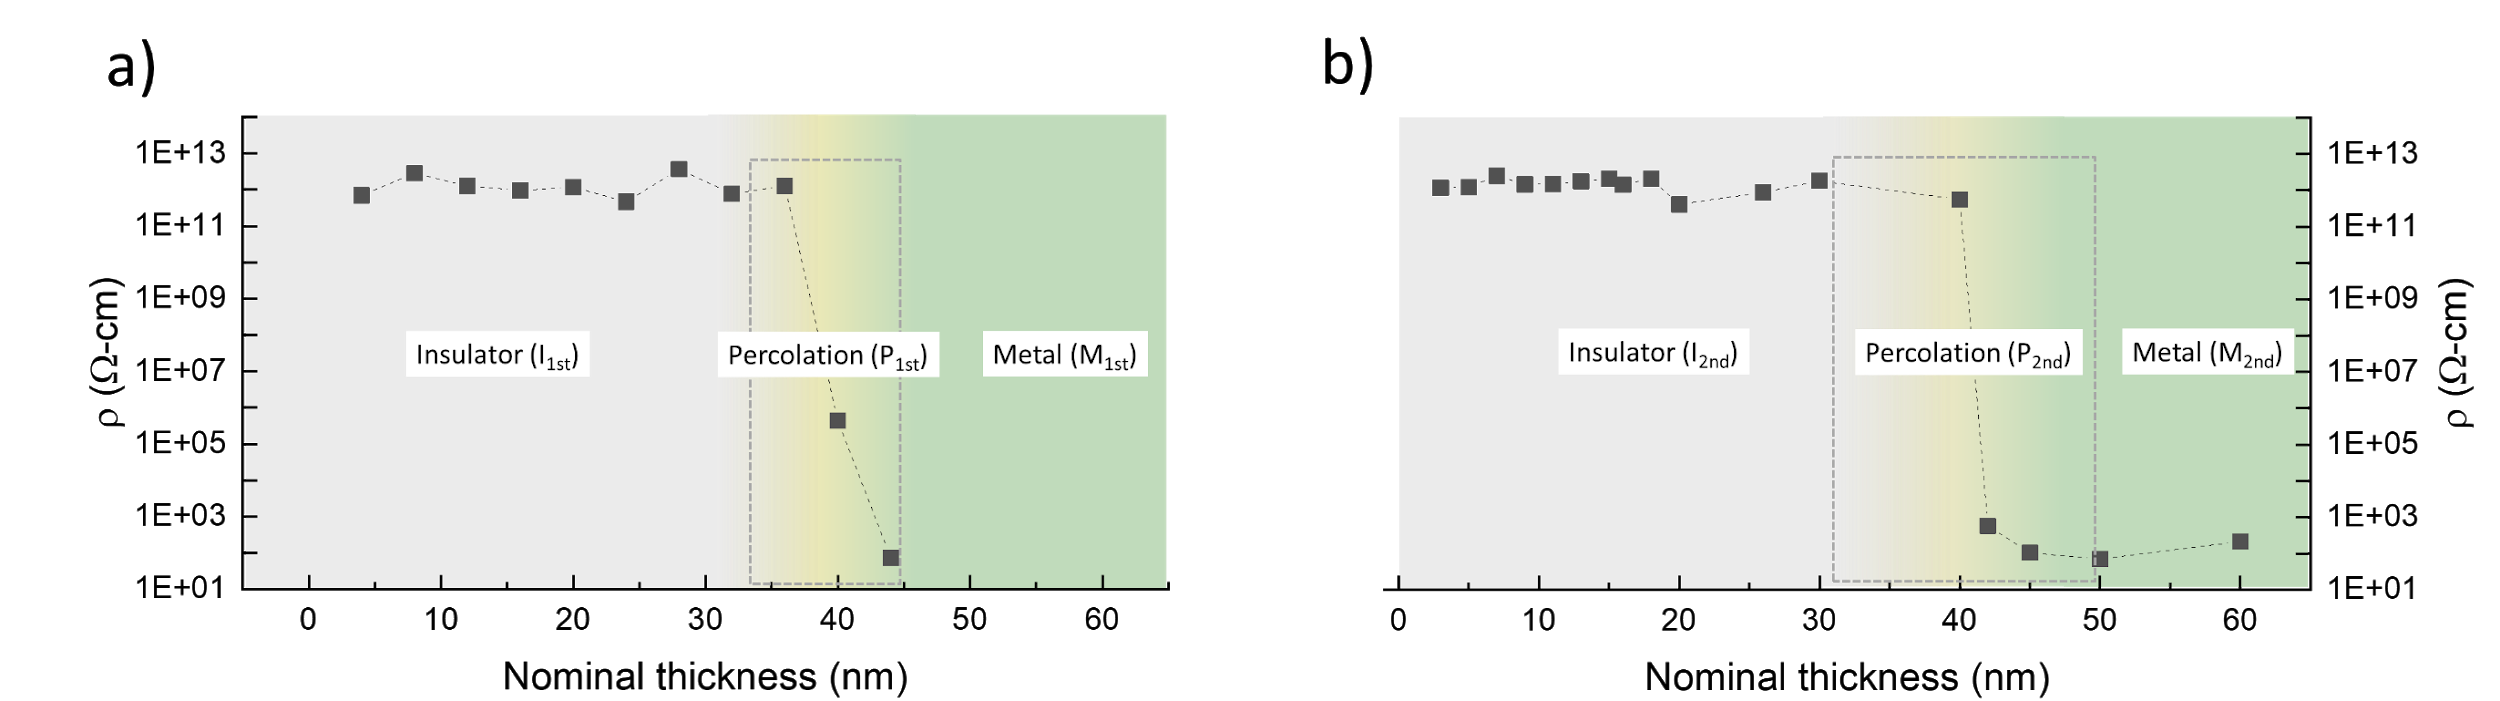 a)
1E+13
1E+11
1E+09
1E+07
1E+05
1E+03
1E+01
ρ (Ω-cm)
Insulator (I1st)
Percolation (P1st)
Metal (M1st)
0 10 20 30 40 50 60
Nominal thickness (nm)
b)
Insulator (I2nd)
Percolation (P2nd)
Metal (M2nd)
1E+13
1E+11
1E+09
1E+07
1E+05
1E+03
1E+01
ρ (Ω-cm)
0 10 20 30 40 50 60
Nominal thickness (nm)